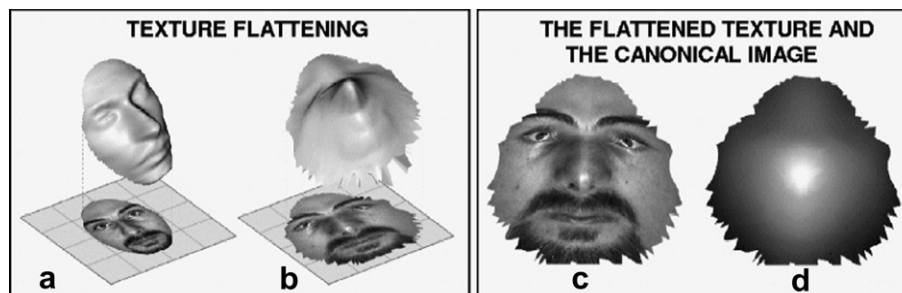 TEXTURE FLATTENING
a
b
THE FLATTENED TEXTURE AND
THE CANONICAL IMAGE
c
d